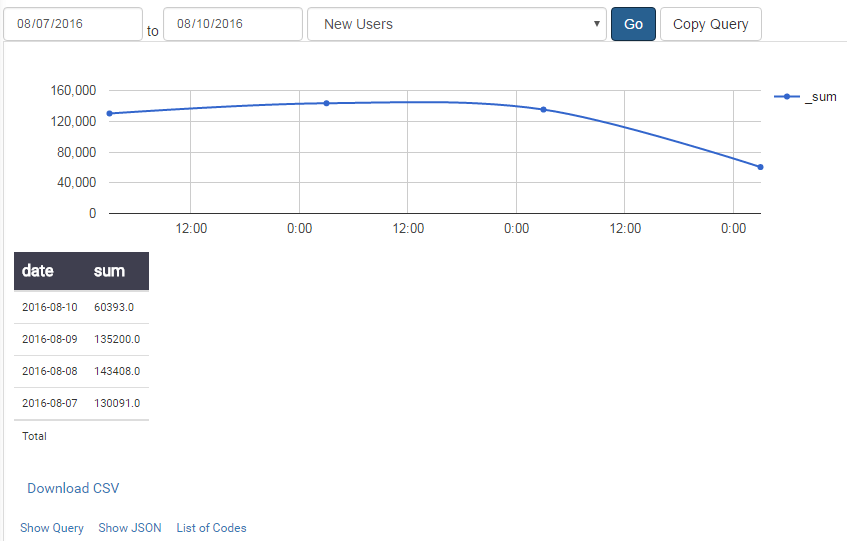 08/07/2016 to 08/10/2016 New Users Go Copy Query
160,000
120,000
80,000
40,000
0
_sum
12:00 0:00 12:00 0:00 12:00 0:00
date sum
2016-08-10 60393.0
2016-08-09 135200.0
2016-08-08 143408.0
2016-08-07 130091.0
Total
Download CSV
Show Query Show JSON List of Codes